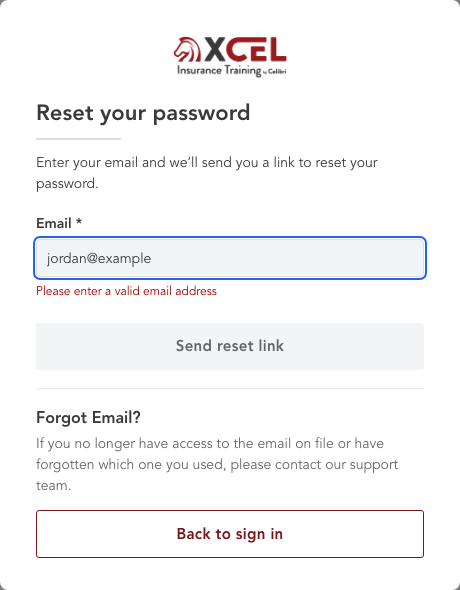 XCEL
Insurance Training by Colibri
Reset your password
Enter your email and we’ll send you a link to reset your
password.
Email *
jordan@example
Please enter a valid email address
Send reset link
Forgot Email?
If you no longer have access to the email on file or have
forgotten which one you used, please contact our support
team.
Back to sign in